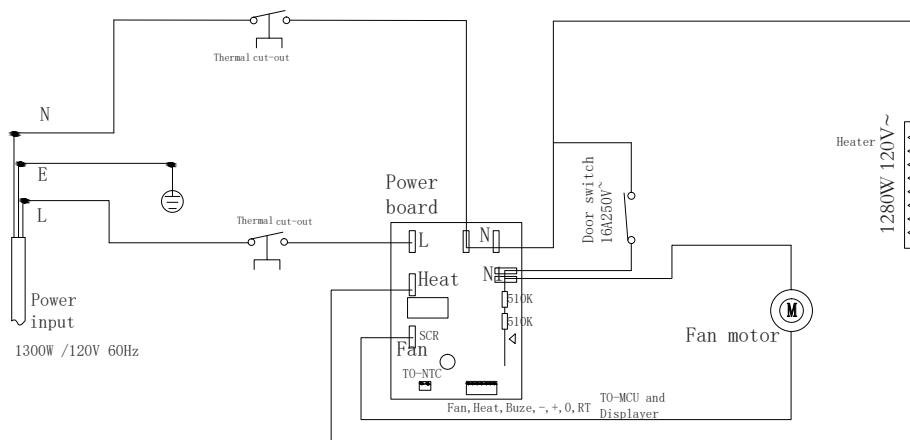 Thermal cut-out
N
E
L
Thermal cut-out
Power
input
1300W /120V 60Hz
Power
board
L
N
Heat
N1
510K
510K
SCR
Fan
TO-NTC
Fan,Heat,Buze,-,+,0,RT
TO-MCU and
Displayer
Door switch
16A250V~
M
Fan motor
Heater
1280W 120V~